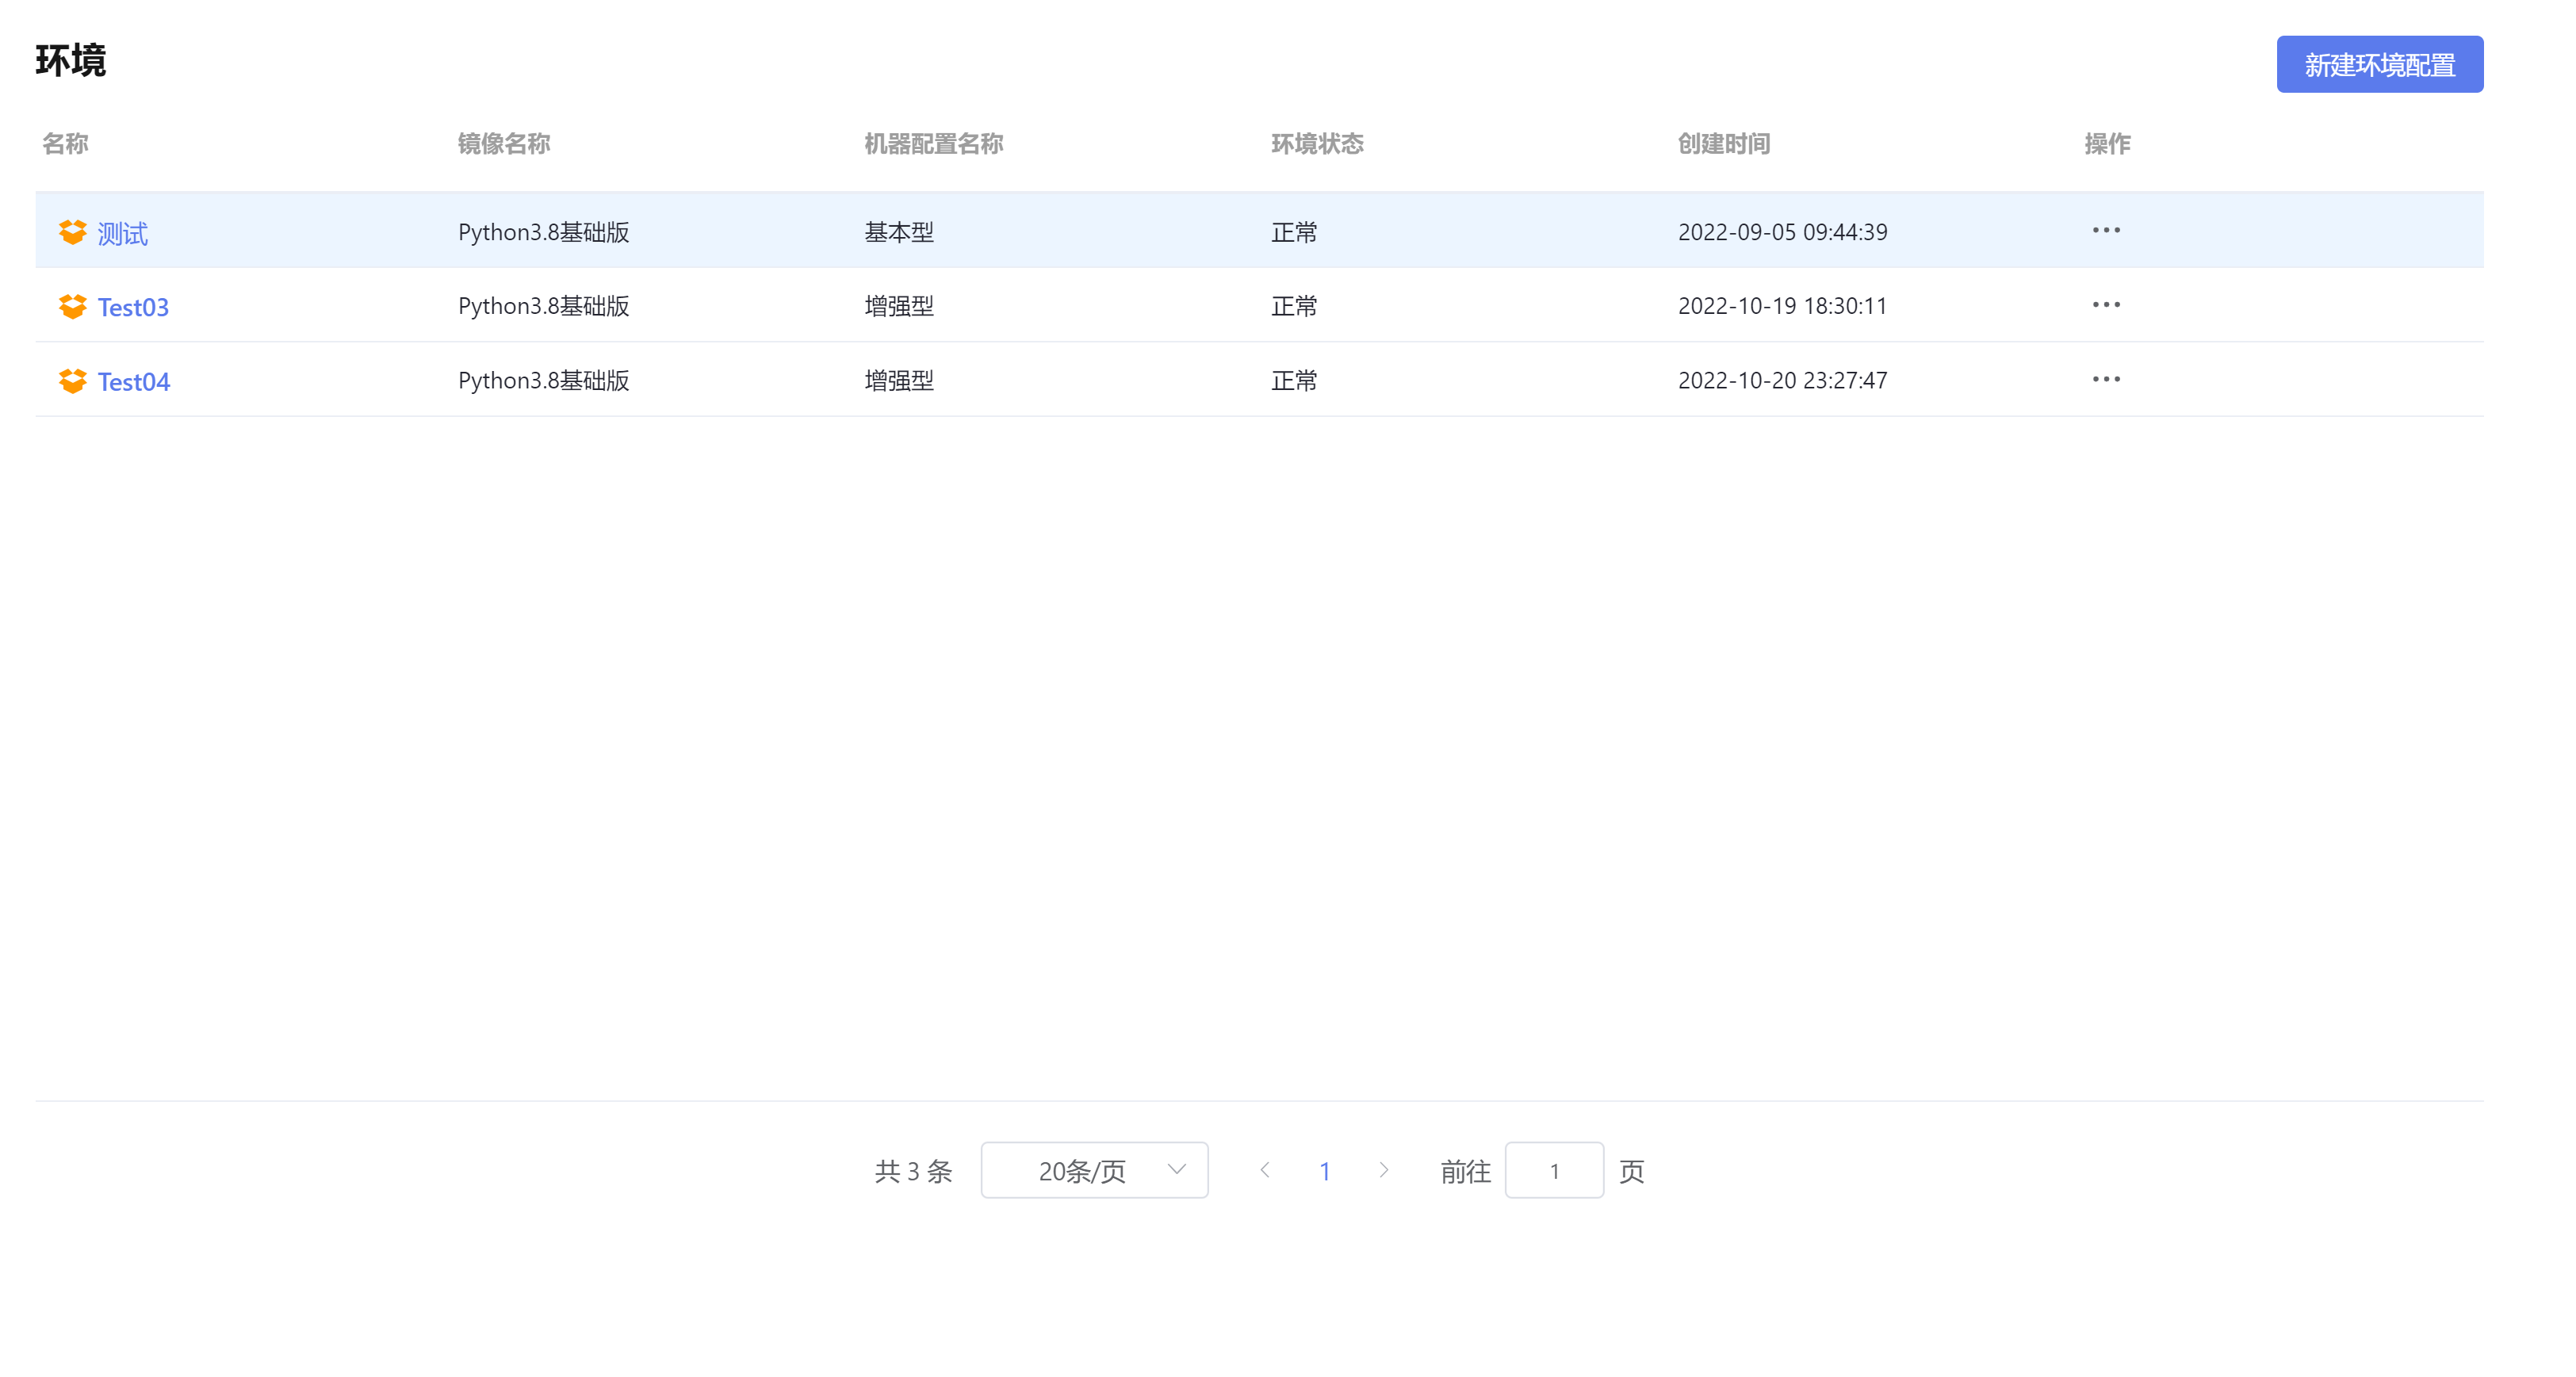 环境
新建环境配置
名称 镜像名称 机器配置名称 环境状态 创建时间 操作
测试 Python3.8基础版 基本型 正常 2022-09-05 09:44:39
Test03 Python3.8基础版 增强型 正常 2022-10-19 18:30:11
Test04 Python3.8基础版 增强型 正常 2022-10-20 23:27:47
共 3 条 20条/页 1 前往 1 页